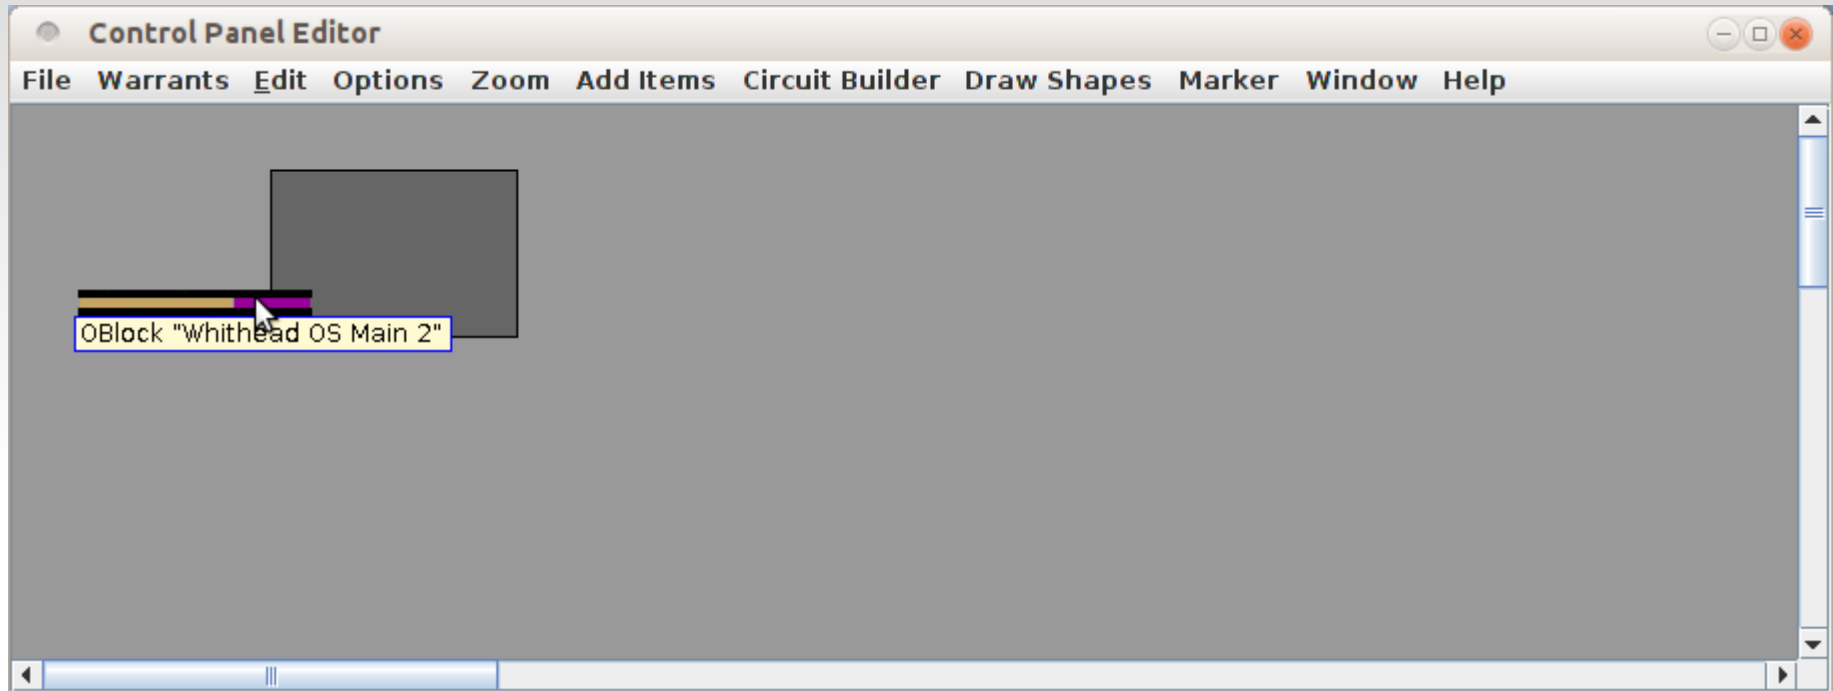 Control Panel Editor
File Warrants Edit Options Zoom Add Items Circuit Builder Draw Shapes Marker Window Help
OBlock "Whithead OS Main 2"